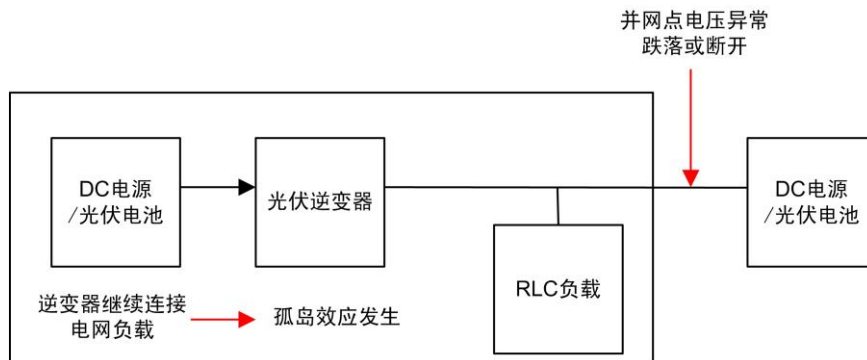 并网点电压异常
跌落或断开
DC电源
/光伏电池
光伏逆变器
RLC负载
DC电源
/光伏电池
逆变器继续连接
电网负载
孤岛效应发生